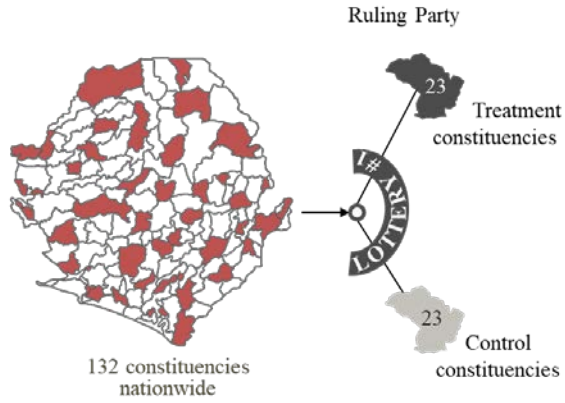 Ruling Party
23
Treatment
constituencies
LOTTERY #1
23
Control
constituencies
132 constituencies
nationwide